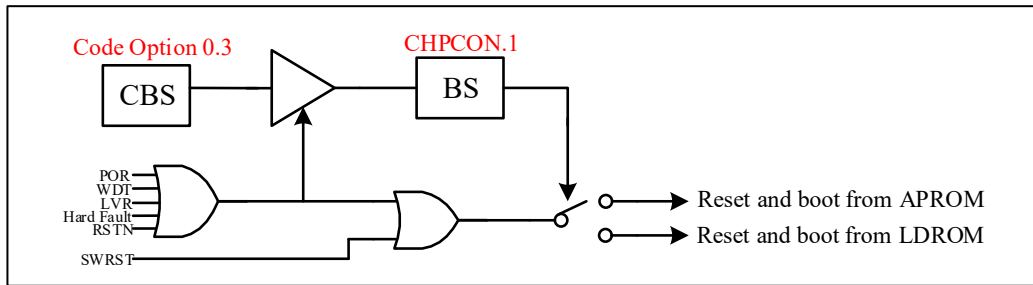 Code Option 0.3
CHPCON.1
CBS
BS
POR
WDT
LVR
Hard Fault
RSTN
SWRST
Reset and boot from APROM
Reset and boot from LDROM